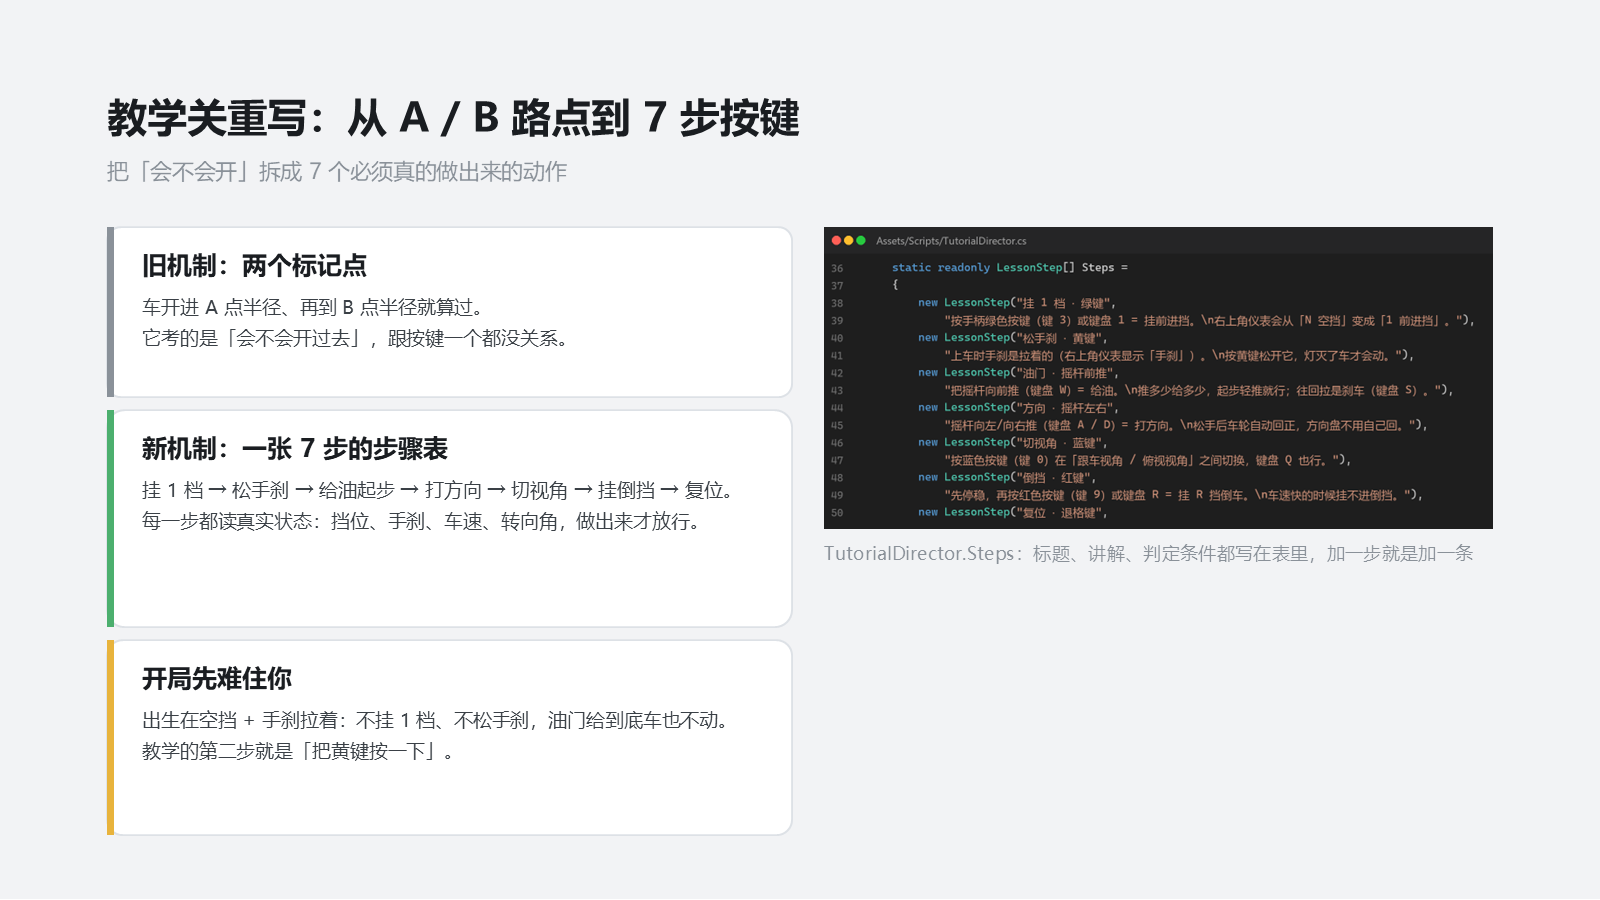 教学关重写：从 A / B 路点到 7 步按键
把「会不会开」拆成 7 个必须真的做出来的动作
旧机制：两个标记点
车开进 A 点半径、再到 B 点半径就算过。
它考的是「会不会开过去」，跟按键一个都没关系。
新机制：一张 7 步的步骤表
挂 1 档 → 松手刹 → 给油起步 → 打方向 → 切视角 → 挂倒挡 → 复位。
每一步都读真实状态：挡位、手刹、车速、转向角，做出来才放行。
开局先难住你
出生在空挡 + 手刹拉着：不挂 1 档、不松手刹，油门给到底车也不动。
教学的第二步就是「把黄键按一下」。
Assets/Scripts/TutorialDirector.cs
36 static readonly LessonStep[] Steps =
37 {
38 new LessonStep("挂 1 档 · 绿键",
39 "按手柄绿色按键（键 3）或键盘 1 = 挂前进挡。\n右上角仪表会从「N 空挡」变成「1 前进挡」。"),
40 new LessonStep("松手刹 · 黄键",
41 "上车时手刹是拉着的（右上角仪表显示「手刹」）。\n按黄键松开它，灯灭了车才会动。"),
42 new LessonStep("油门 · 摇杆前推",
43 "把摇杆向前推（键盘 W）= 给油。\n推多少给多少，起步轻推就行；往回拉是刹车（键盘 S）。"),
44 new LessonStep("方向 · 摇杆左右",
45 "摇杆向左/向右推（键盘 A / D）= 打方向。\n松手后车轮自动回正，方向盘不用自己回。"),
46 new LessonStep("切视角 · 蓝键",
47 "按蓝色按键（键 0）在「跟车视角 / 俯视视角」之间切换，键盘 Q 也行。"),
48 new LessonStep("倒挡 · 红键",
49 "先停稳，再按红色按键（键 9）或键盘 R = 挂 R 挡倒车。\n车速快的时候挂不进倒挡。"),
50 new LessonStep("复位 · 退格键",
TutorialDirector.Steps：标题、讲解、判定条件都写在表里，加一步就是加一条